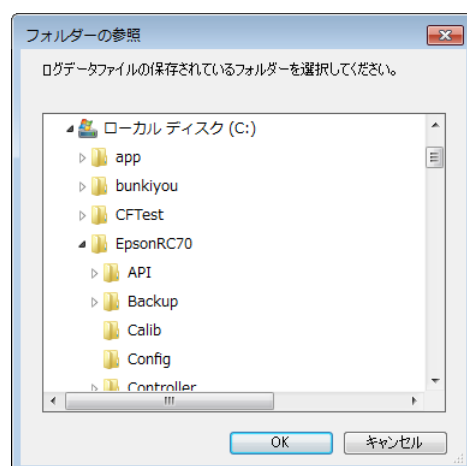 フォルダーの参照
ログデータファイルの保存されているフォルダーを選択してください。
ローカル ディスク (C:)
app
bunkiyou
CFTest
EpsonRC70
API
Backup
Calib
Config
Controller
OK
キャンセル